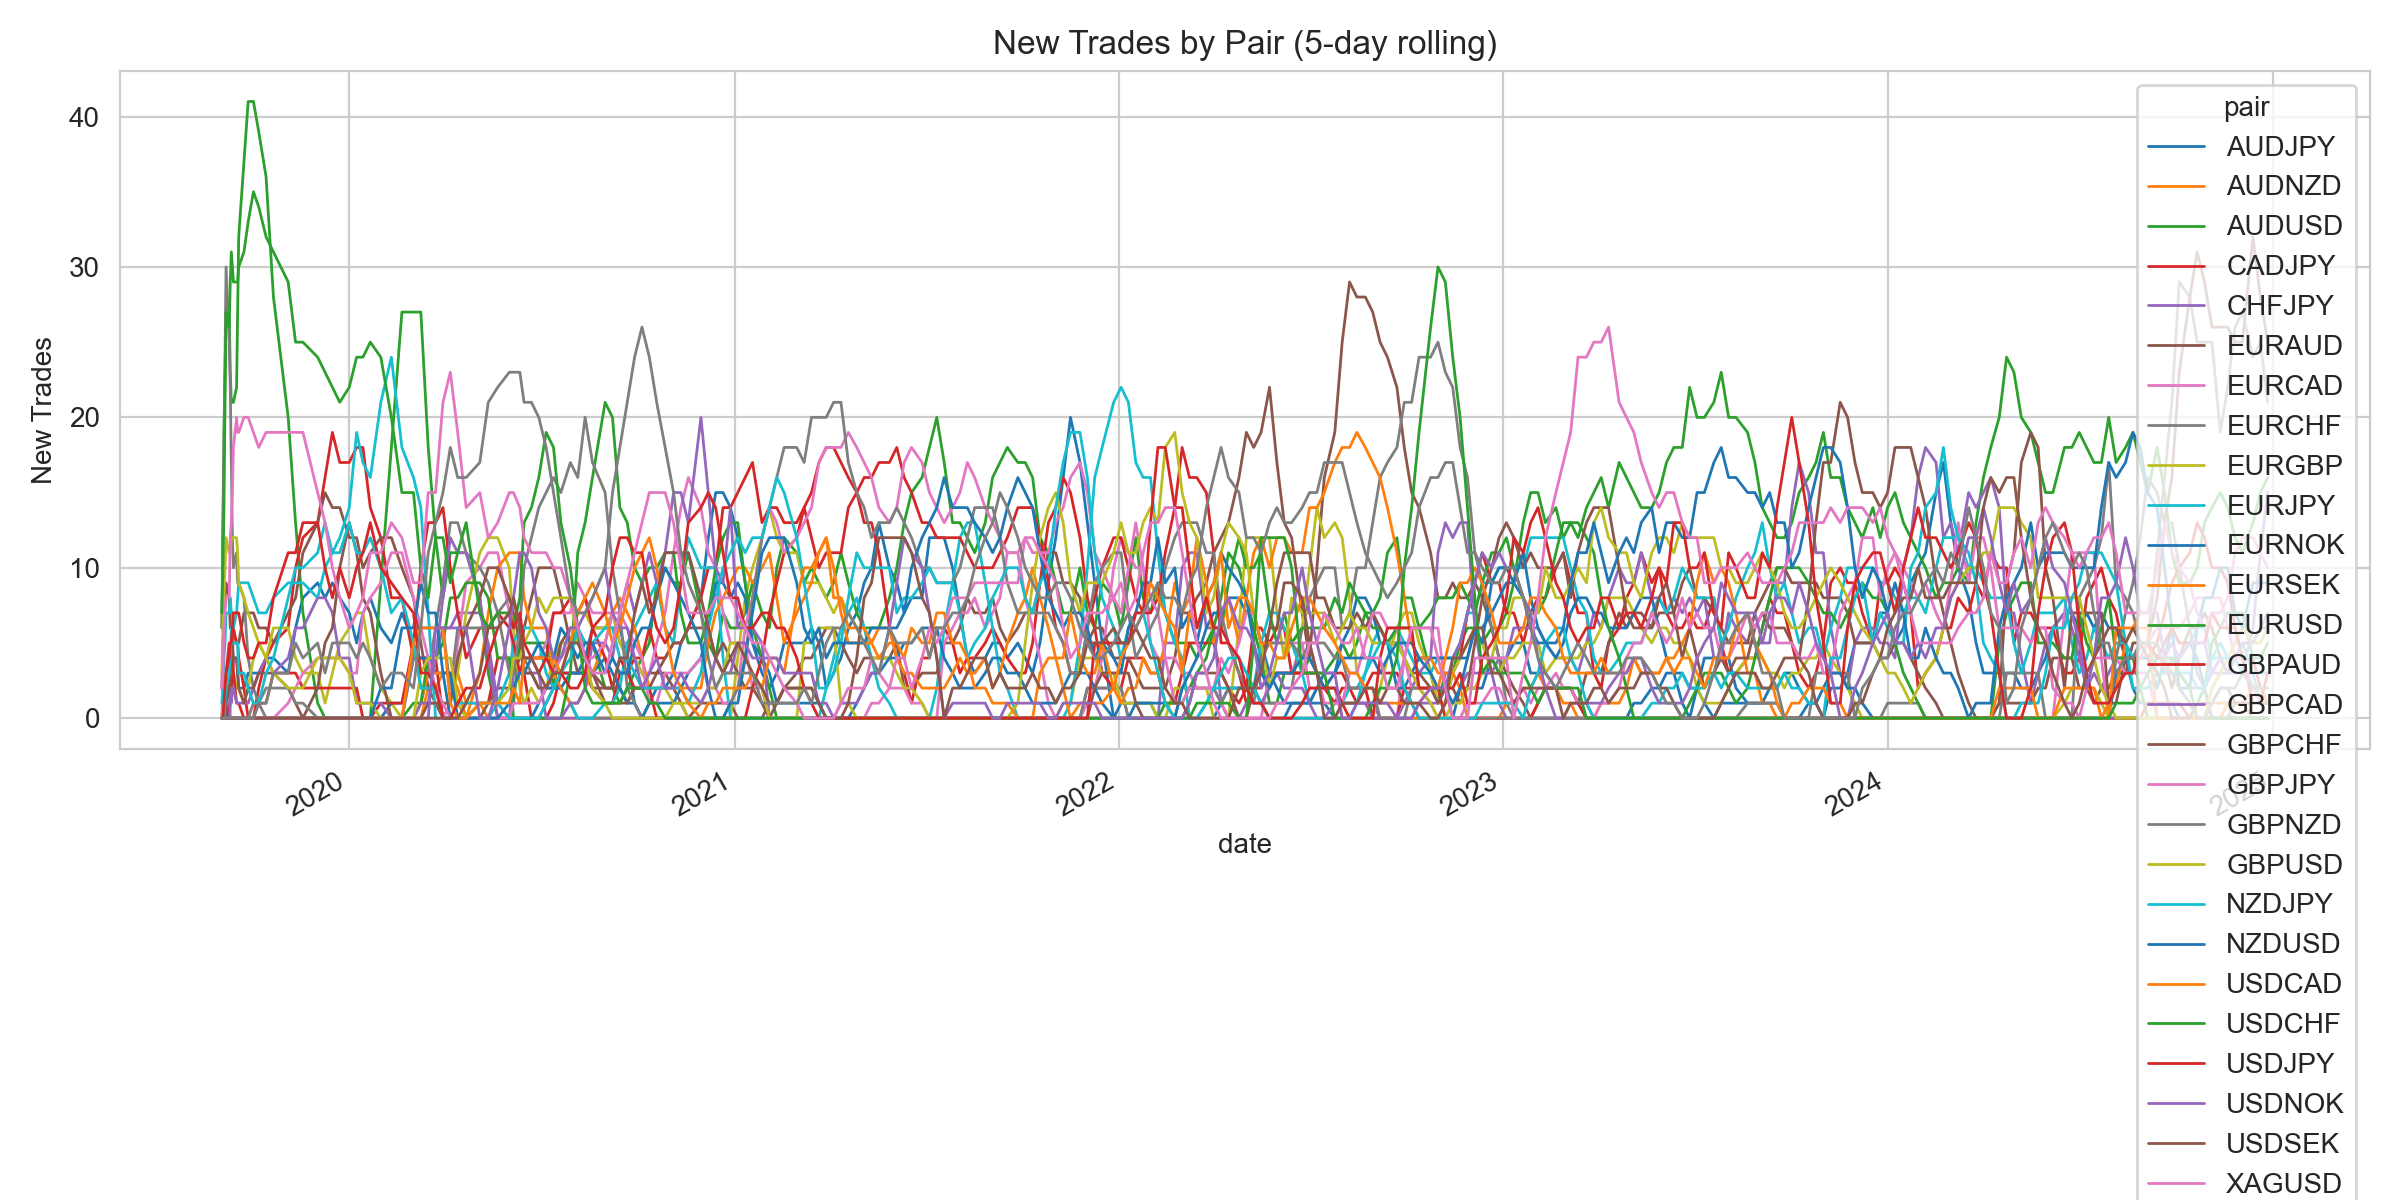 New Trades by Pair (5-day rolling)
New Trades
40
30
20
10
0
2020
2021
2022
2023
2024
date
pair
AUDJPY
AUDNZD
AUDUSD
CADJPY
CHFJPY
EURAUD
EURCAD
EURCHF
EURGBP
EURJPY
EURNOK
EURSEK
EURUSD
GBPAUD
GBPCAD
GBPCHF
GBPJPY
GBPNZD
GBPUSD
NZDJPY
NZDUSD
USDCAD
USDCHF
USDJPY
USDNOK
USDSEK
XAGUSD